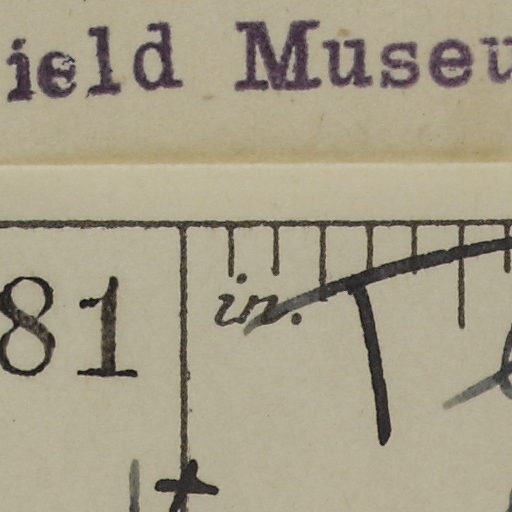 ield Museu
81
in.
T
t